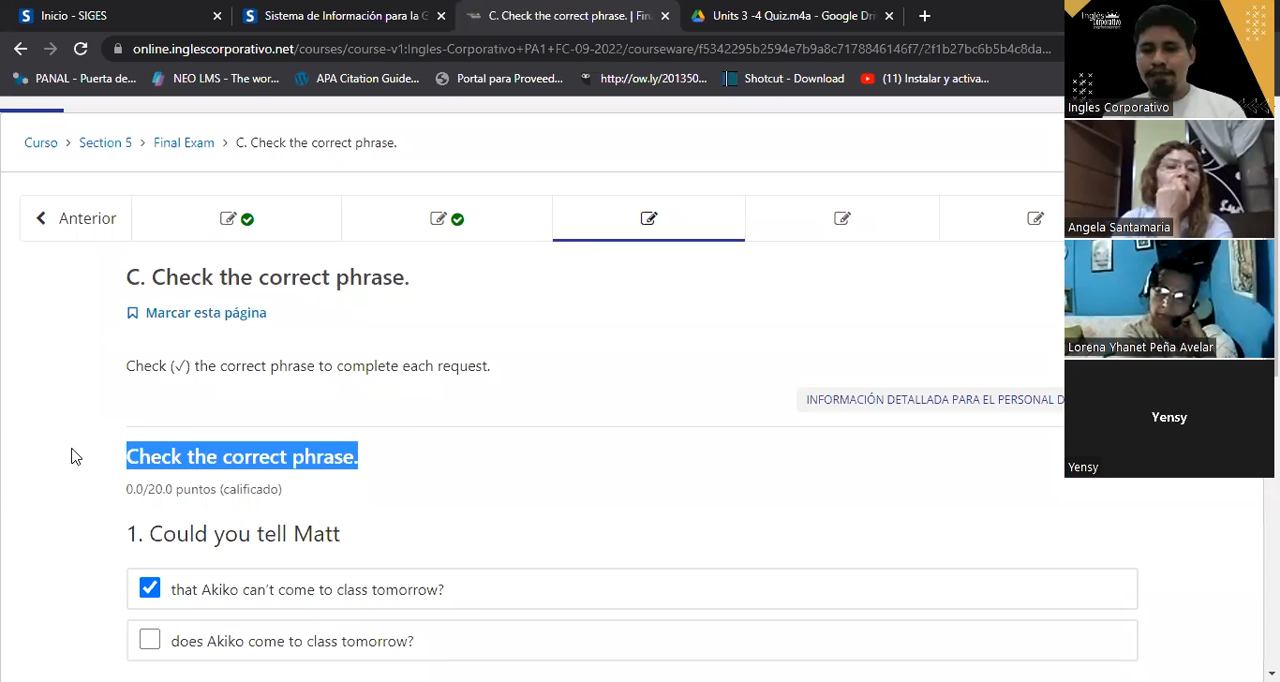 Inicio - SIGES
Sistema de Información para la G
C. Check the correct phrase. | Fin
Units 3 -4 Quiz.m4a - Google Dri
online.inglescorporativo.net/courses/course-v1:Ingles-Corporativo+PA1+FC-09-2022/courseware/f5342295b2594e7b9a8c7178846146f7/2f1b27bc6b5b4c8da...
PANAL - Puerta de...
NEO LMS - The wor...
APA Citation Guide...
Portal para Proveed...
http://ow.ly/201350...
Shotcut - Download
(11) Instalar y activa...
Inglés
Corporativo
Ingles Corporativo
Angela Santamaria
Lorena Yhanet Peña Avelar
Yensy
Yensy
Curso > Section 5 > Final Exam > C. Check the correct phrase.
Anterior
C. Check the correct phrase.
Marcar esta página
Check (✓) the correct phrase to complete each request.
INFORMACIÓN DETALLADA PARA EL PERSONAL D
Check the correct phrase.
0.0/20.0 puntos (calificado)
1. Could you tell Matt
that Akiko can't come to class tomorrow?
does Akiko come to class tomorrow?